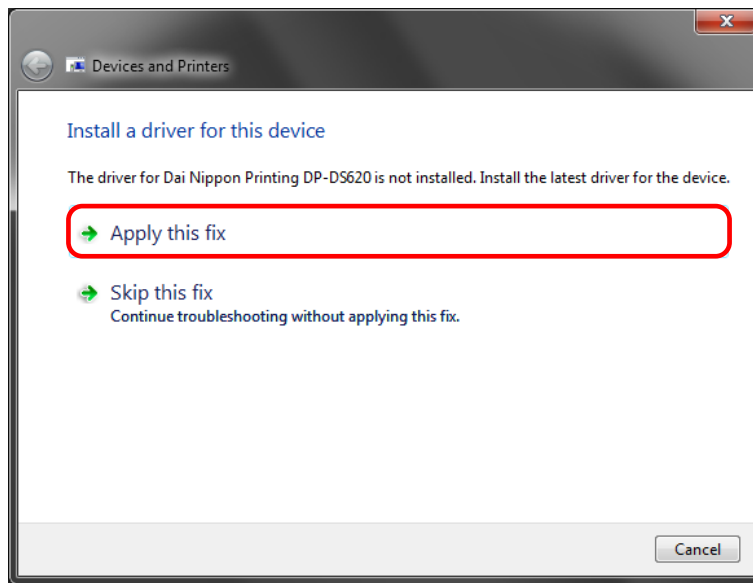 Devices and Printers
Install a driver for this device
The driver for Dai Nippon Printing DP-DS620 is not installed. Install the latest driver for the device.
Apply this fix
Skip this fix
Continue troubleshooting without applying this fix.
Cancel